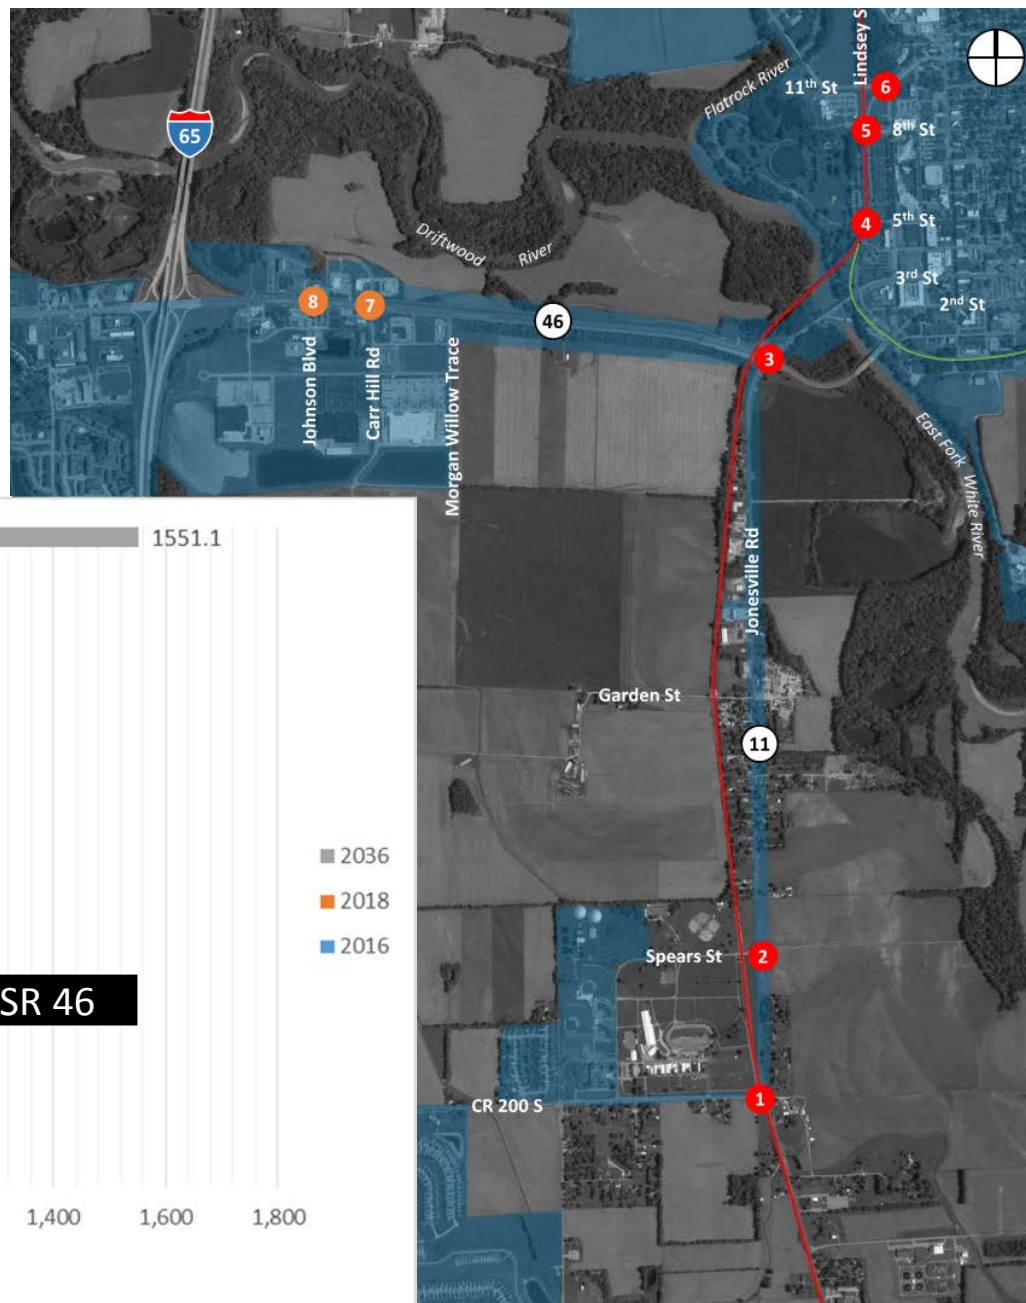 Lindsey S
Flatrock River
11th St
6
5
8th St
65
4
5th St
Driftwood River
3rd St
2nd St
8
7
46
3
Johnson Blvd
Carr Hill Rd
Morgan Willow Trace
East Fork White River
1551.1
Jonesville Rd
Garden St
11
2036
2018
2016
Spears St
2
SR 46
1
CR 200 S
1,400 1,600 1,800